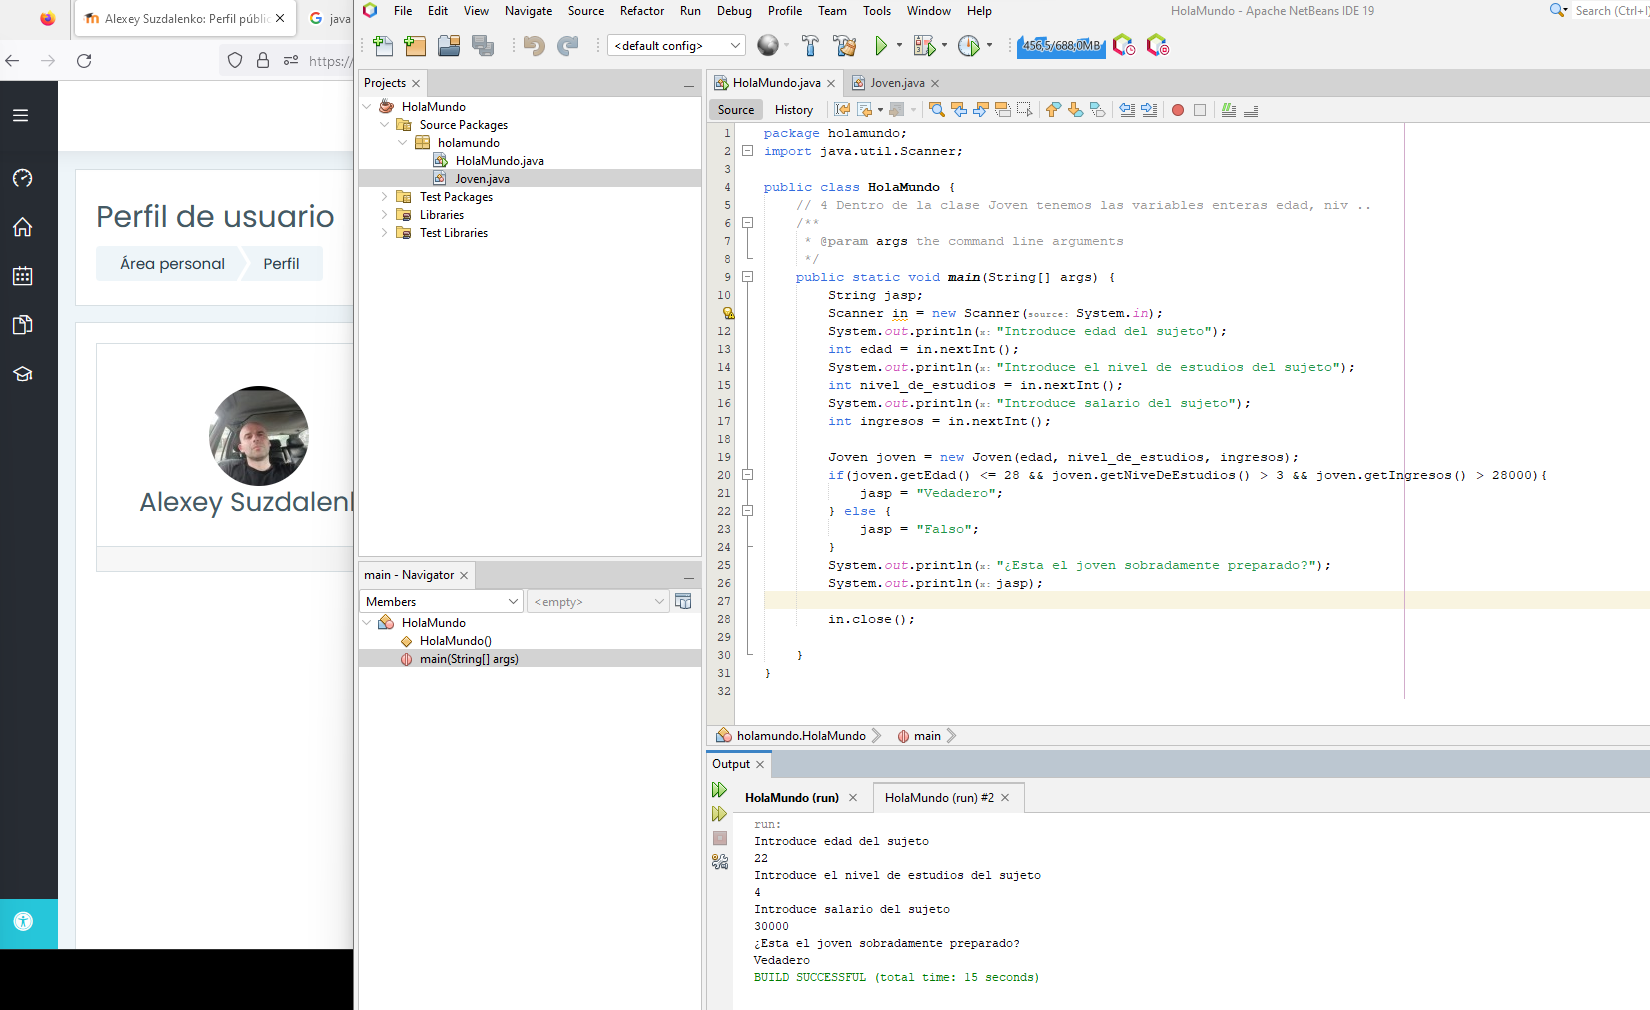 Alexey Suzdalenko: Perfil públic
java
https://
Perfil de usuario
Área personal
Perfil
Alexey Suzdalenk
File Edit View Navigate Source Refactor Run Debug Profile Team Tools Window Help
HolaMundo - Apache NetBeans IDE 19
Search (Ctrl+I)
<default config>
456,5/688,0MB
Projects
HolaMundo
Source Packages
holamundo
HolaMundo.java
Joven.java
Test Packages
Libraries
Test Libraries
main - Navigator
Members
<empty>
HolaMundo
HolaMundo()
main(String[] args)
HolaMundo.java
Joven.java
Source History
1 package holamundo;
2 import java.util.Scanner;
3
4 public class HolaMundo {
5 // 4 Dentro de la clase Joven tenemos las variables enteras edad, niv ..
6 /**
7 * @param args the command line arguments
8 */
9 public static void main(String[] args) {
10 String jasp;
Scanner in = new Scanner(source: System.in);
12 System.out.println(x: "Introduce edad del sujeto");
13 int edad = in.nextInt();
14 System.out.println(x: "Introduce el nivel de estudios del sujeto");
15 int nivel_de_estudios = in.nextInt();
16 System.out.println(x: "Introduce salario del sujeto");
17 int ingresos = in.nextInt();
18
19 Joven joven = new Joven(edad, nivel_de_estudios, ingresos);
20 if(joven.getEdad() <= 28 && joven.getNiveDeEstudios() > 3 && joven.getIngresos() > 28000){
21 jasp = "Vedadero";
22 } else {
23 jasp = "Falso";
24 }
25 System.out.println(x: "¿Esta el joven sobradamente preparado?");
26 System.out.println(x: jasp);
27
28 in.close();
29
30 }
31 }
32
holamundo.HolaMundo
main
Output
HolaMundo (run)
HolaMundo (run) #2
run:
Introduce edad del sujeto
22
Introduce el nivel de estudios del sujeto
4
Introduce salario del sujeto
30000
¿Esta el joven sobradamente preparado?
Vedadero
BUILD SUCCESSFUL (total time: 15 seconds)